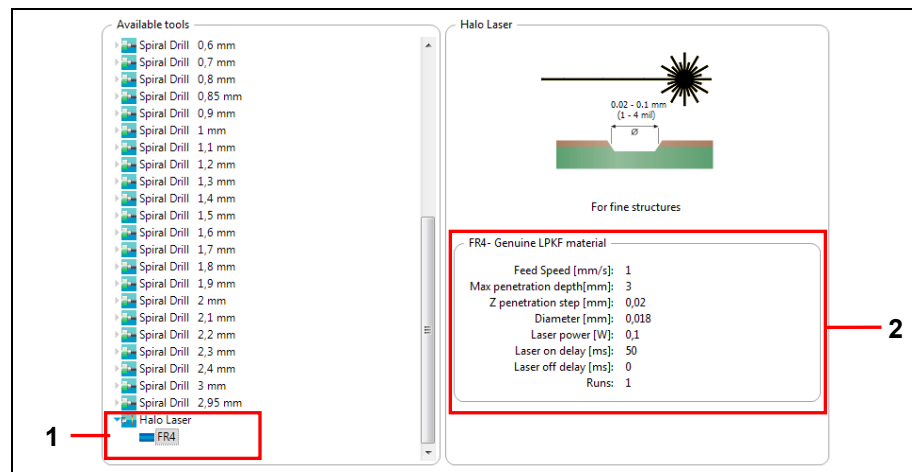 Available tools
Spiral Drill 0,6 mm
Spiral Drill 0,7 mm
Spiral Drill 0,8 mm
Spiral Drill 0,85 mm
Spiral Drill 0,9 mm
Spiral Drill 1 mm
Spiral Drill 1,1 mm
Spiral Drill 1,2 mm
Spiral Drill 1,3 mm
Spiral Drill 1,4 mm
Spiral Drill 1,5 mm
Spiral Drill 1,6 mm
Spiral Drill 1,7 mm
Spiral Drill 1,8 mm
Spiral Drill 1,9 mm
Spiral Drill 2 mm
Spiral Drill 2,1 mm
Spiral Drill 2,2 mm
Spiral Drill 2,3 mm
Spiral Drill 2,4 mm
Spiral Drill 3 mm
Spiral Drill 2,95 mm
Halo Laser
FR4
1
Halo Laser
0.02 - 0.1 mm
(1 - 4 mil)
Ø
For fine structures
FR4- Genuine LPKF material
Feed Speed [mm/s]: 1
Max penetration depth[mm]: 3
Z penetration step [mm]: 0,02
Diameter [mm]: 0,018
Laser power [W]: 0,1
Laser on delay [ms]: 50
Laser off delay [ms]: 0
Runs: 1
2